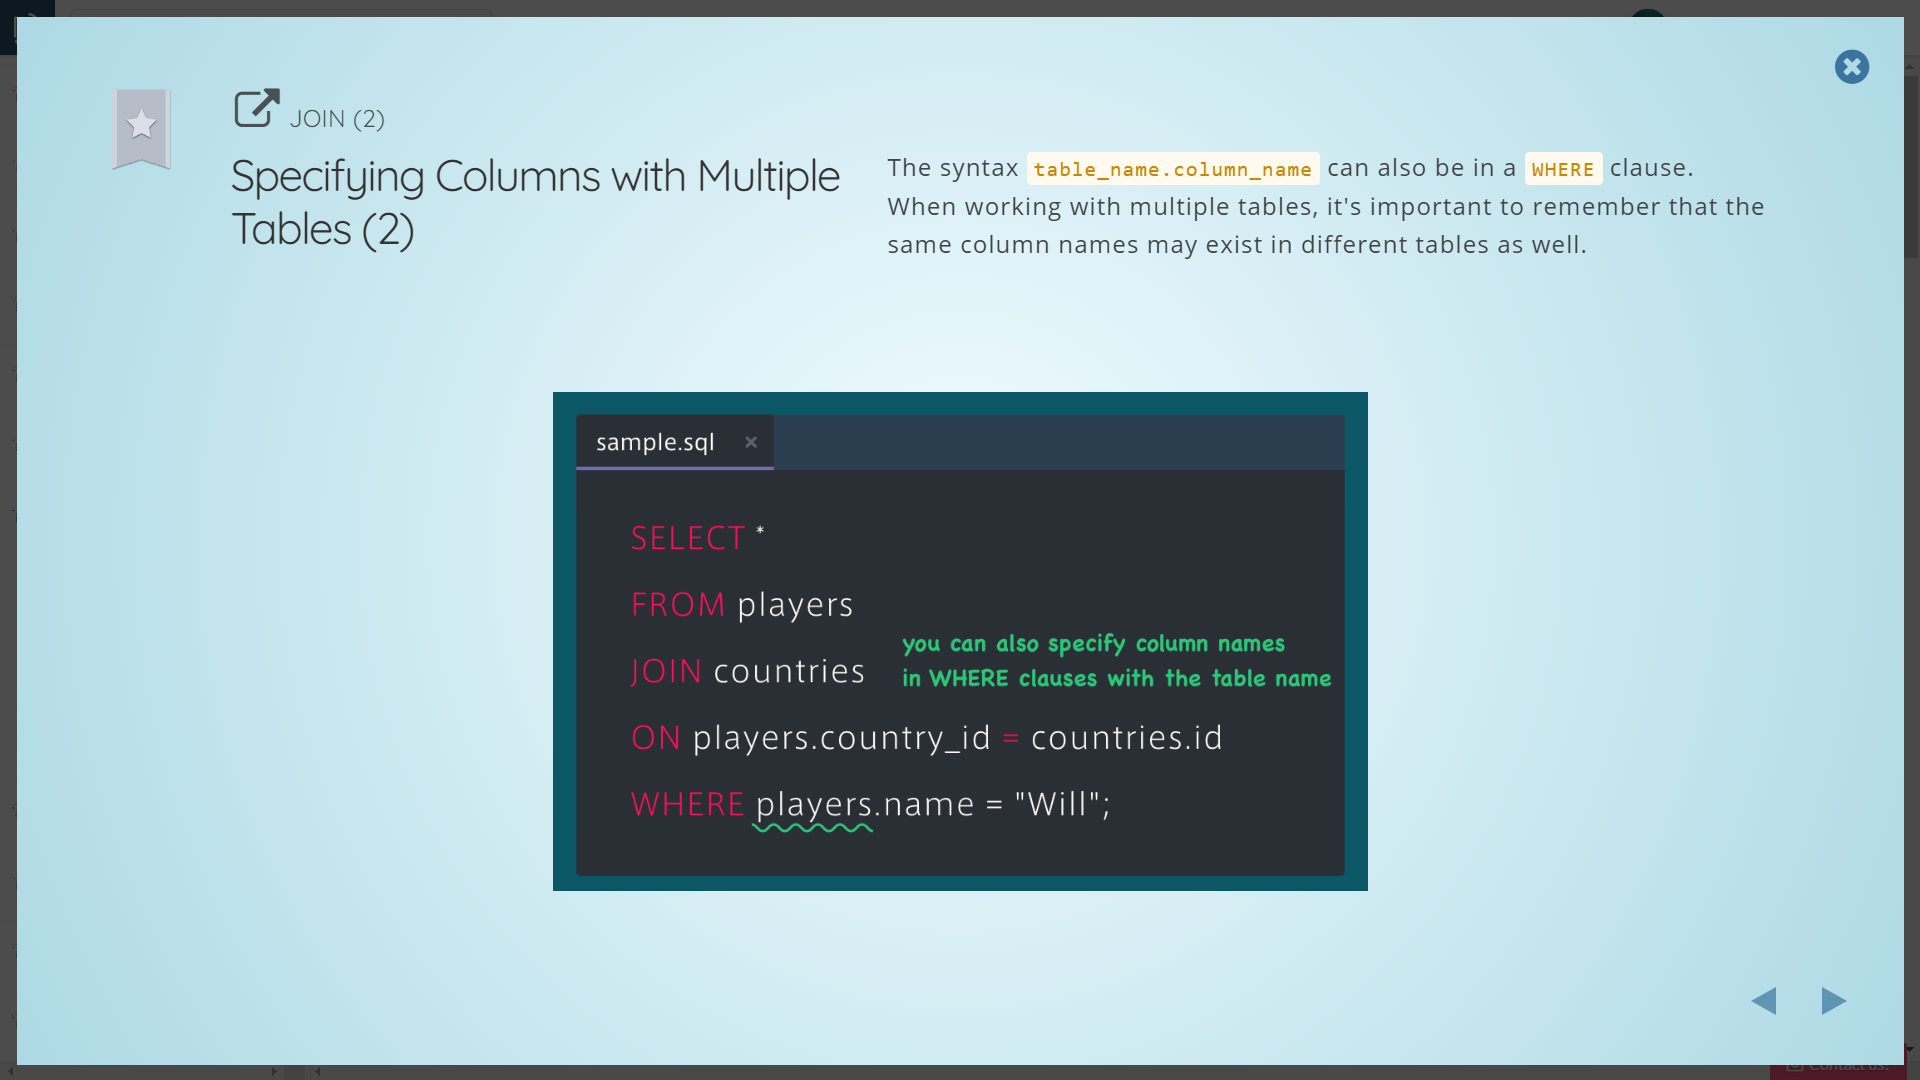 JOIN (2)
Specifying Columns with Multiple
Tables (2)
The syntax table_name.column_name can also be in a WHERE clause.
When working with multiple tables, it's important to remember that the
same column names may exist in different tables as well.
sample.sql ×
SELECT *
FROM players
you can also specify column names
JOIN countries
in WHERE clauses with the table name
ON players.country_id = countries.id
WHERE players.name = "Will";
Contact us!